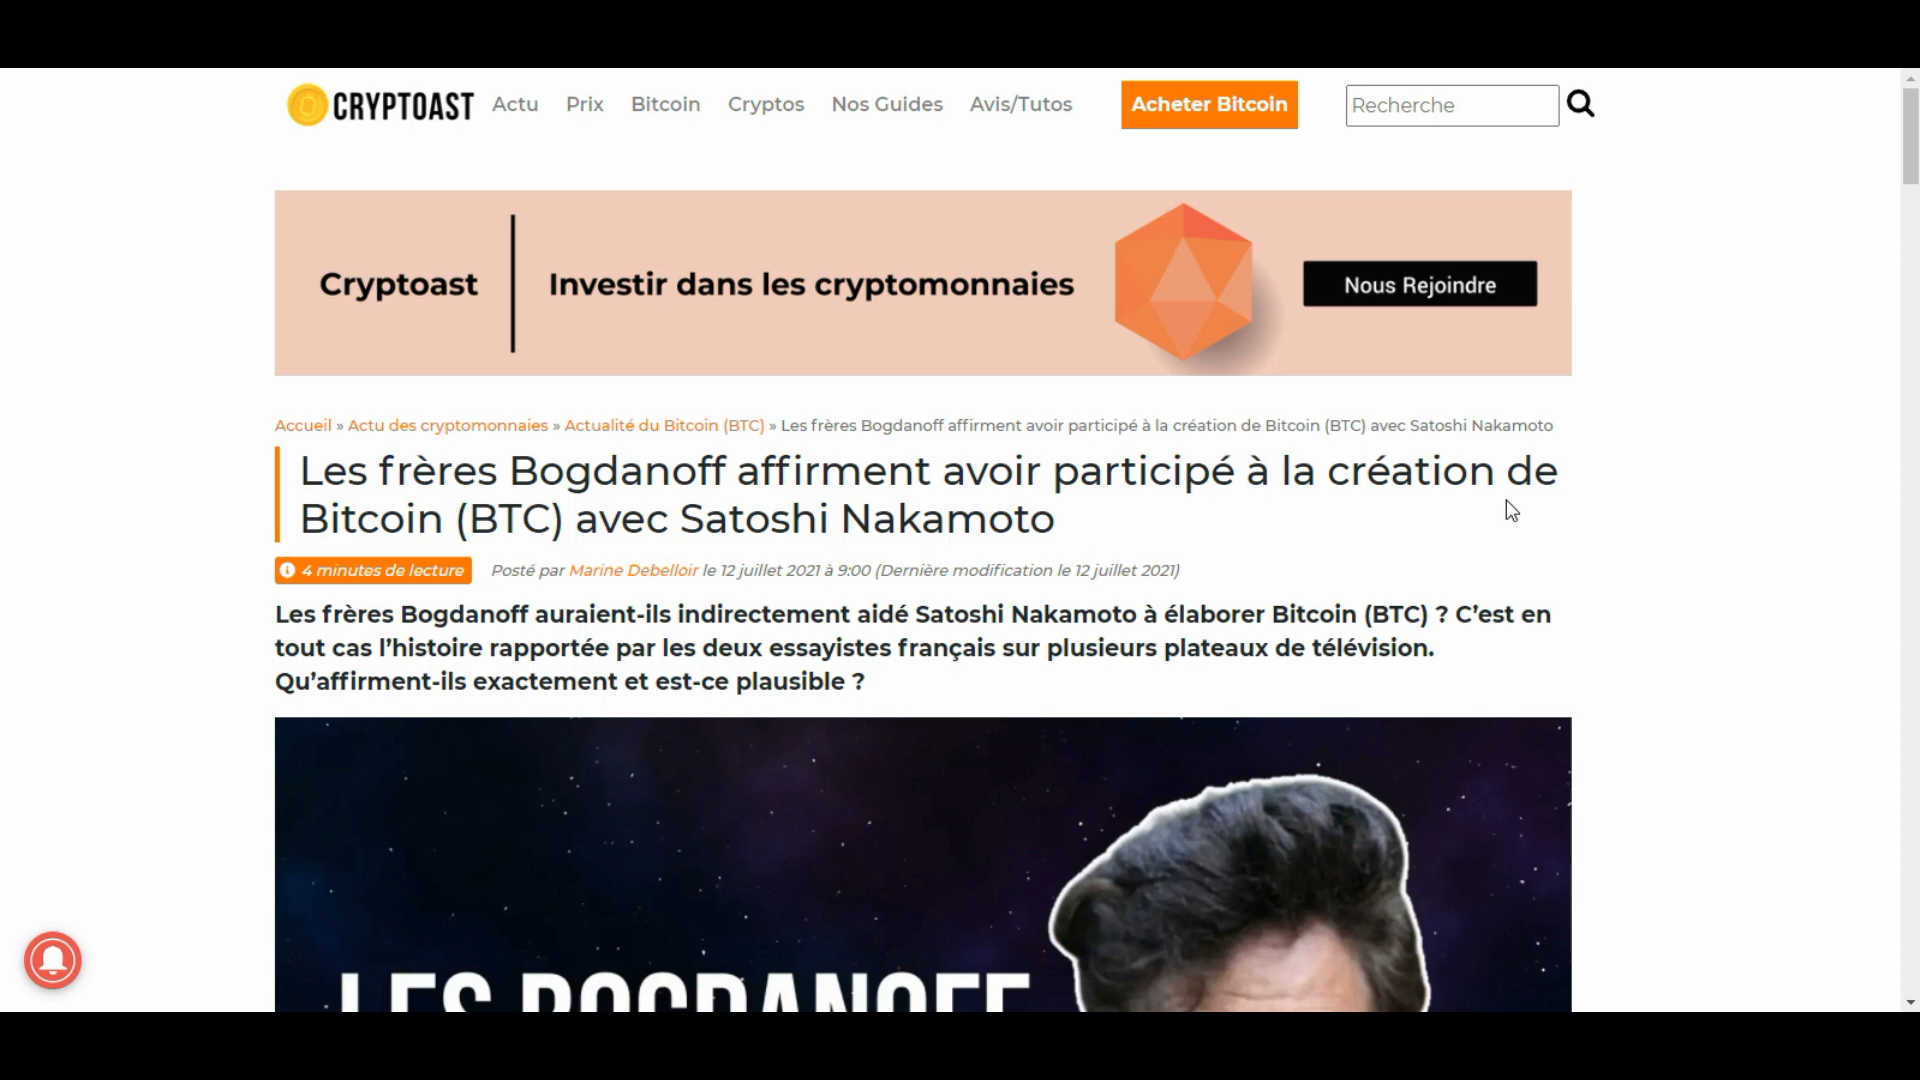 CRYPTOAST Actu Prix Bitcoin Cryptos Nos Guides Avis/Tutos Acheter Bitcoin Recherche
Cryptoast Investir dans les cryptomonnaies Nous Rejoindre
Accueil » Actu des cryptomonnaies » Actualité du Bitcoin (BTC) » Les frères Bogdanoff affirment avoir participé à la création de Bitcoin (BTC) avec Satoshi Nakamoto
Les frères Bogdanoff affirment avoir participé à la création de
Bitcoin (BTC) avec Satoshi Nakamoto
4 minutes de lecture Posté par Marine Debelloir le 12 juillet 2021 à 9:00 (Dernière modification le 12 juillet 2021)
Les frères Bogdanoff auraient-ils indirectement aidé Satoshi Nakamoto à élaborer Bitcoin (BTC) ? C’est en
tout cas l’histoire rapportée par les deux essayistes français sur plusieurs plateaux de télévision.
Qu’affirment-ils exactement et est-ce plausible ?
LES BOGDANOFF